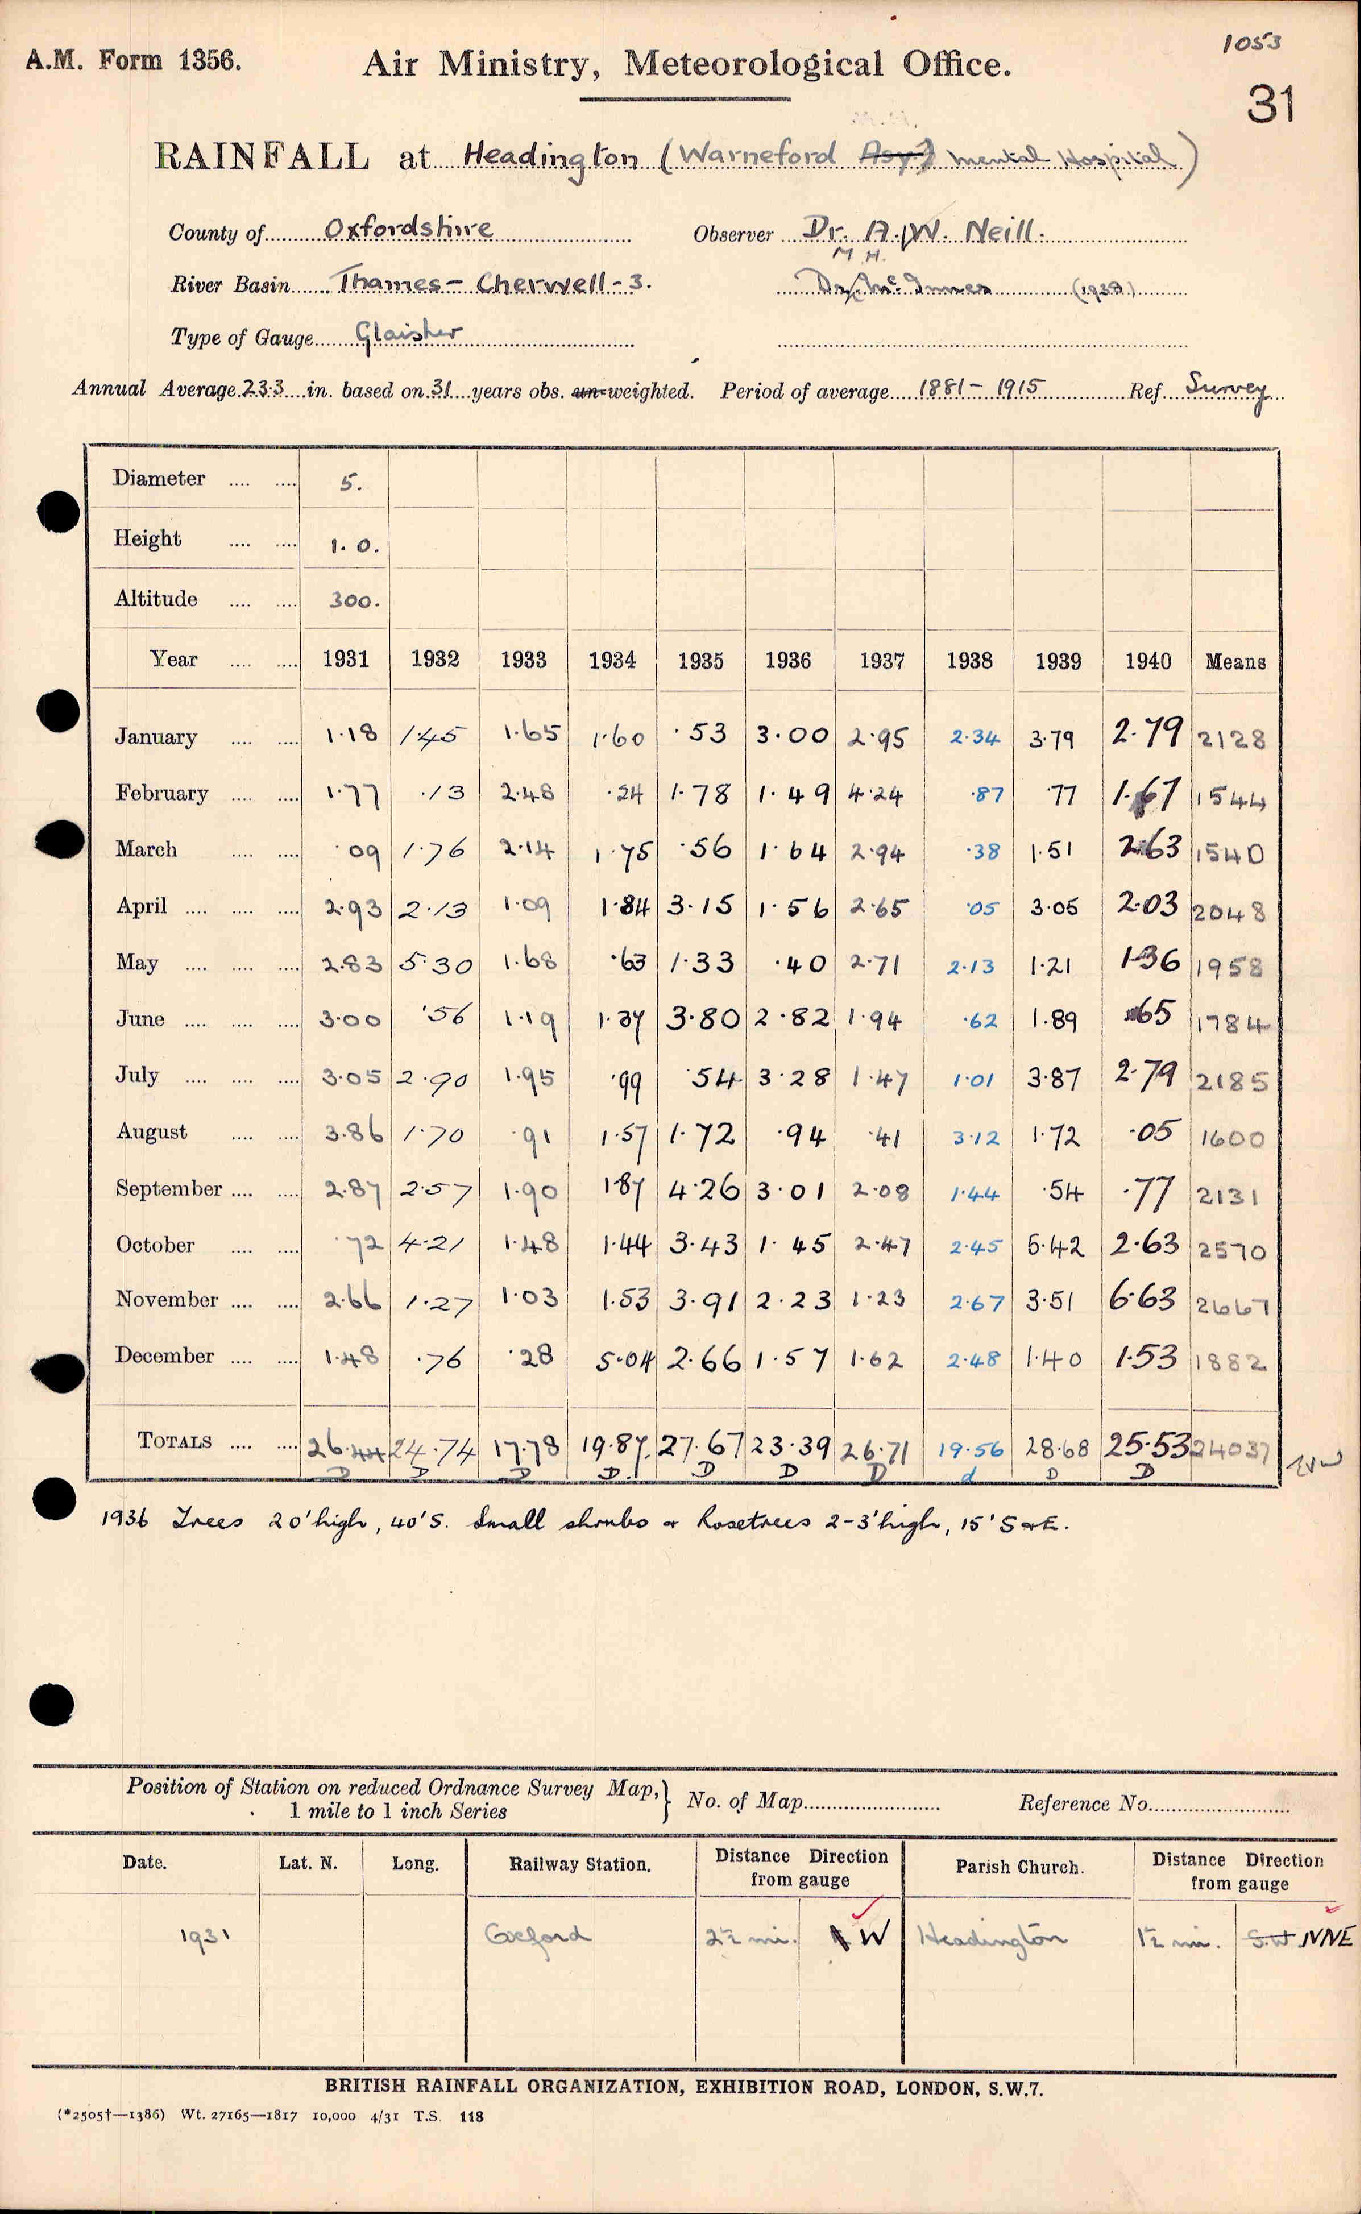 1053
A.M. Form 1356. Air Ministry, Meteorological Office.
31
RAINFALL at Headington (Warneford Asy.) Mental Hospital)
County of Oxfordshire Observer Dr. A. W. Neill.
M H.
River Basin Thames - Cherwell - 3. Dr. Mc Innes (1938)
Type of Gauge Glaisher
Annual Average 23.3 in. based on 31 years obs. un-weighted. Period of average 1881 - 1915 Ref. Survey
Diameter .... .... 5.
Height .... .... 1.0.
Altitude .... .... 300.
Year .... .... 1931 1932 1933 1934 1935 1936 1937 1938 1939 1940 Means
January .... .... 1.18 1.45 1.65 1.60 .53 3.00 2.95 2.34 3.79 2.79 2128
February .... .... 1.77 .13 2.48 .24 1.78 1.49 4.24 .87 .77 1.67 1544
March .... .... .09 1.76 2.14 1.75 .56 1.64 2.94 .38 1.51 2.63 1540
April .... .... .... 2.93 2.13 1.09 1.84 3.15 1.56 2.65 .05 3.05 2.03 2048
May .... .... .... 2.83 5.30 1.68 .63 1.33 .40 2.71 2.13 1.21 1.36 1958
June .... .... .... 3.00 .56 1.19 1.37 3.80 2.82 1.94 .62 1.89 .65 1784
July .... .... .... 3.05 2.90 1.95 .99 .54 3.28 1.47 1.01 3.87 2.79 2185
August .... .... 3.86 1.70 .91 1.57 1.72 .94 .41 3.12 1.72 .05 1600
September .... .... 2.87 2.57 1.90 1.87 4.26 3.01 2.08 1.44 .54 .77 2131
October .... .... .72 4.21 1.48 1.44 3.43 1.45 2.47 2.45 5.42 2.63 2570
November .... .... 2.66 1.27 1.03 1.53 3.91 2.23 1.23 2.67 3.51 6.63 2667
December .... .... 1.48 .76 .28 5.04 2.66 1.57 1.62 2.48 1.40 1.53 1882
TOTALS .... .... 26.44 24.74 17.78 19.87 27.67 23.39 26.71 19.56 28.68 25.53 24037
D D D D D D D d D D
1936 Trees 20' high, 40' S. Small shrubs & Rosetrees 2-3' high, 15' S & E.
Position of Station on reduced Ordnance Survey Map,} No. of Map Reference No.
1 mile to 1 inch Series
Date. Lat. N. Long. Railway Station. Distance Direction Parish Church. Distance Direction
from gauge from gauge
1931 Oxford 2½ mi. W Headington 1½ mi. S.W NNE
BRITISH RAINFALL ORGANIZATION, EXHIBITION ROAD, LONDON, S.W.7.
(*2505†—1386) Wt. 27165—1817 10,000 4/31 T.S. 118